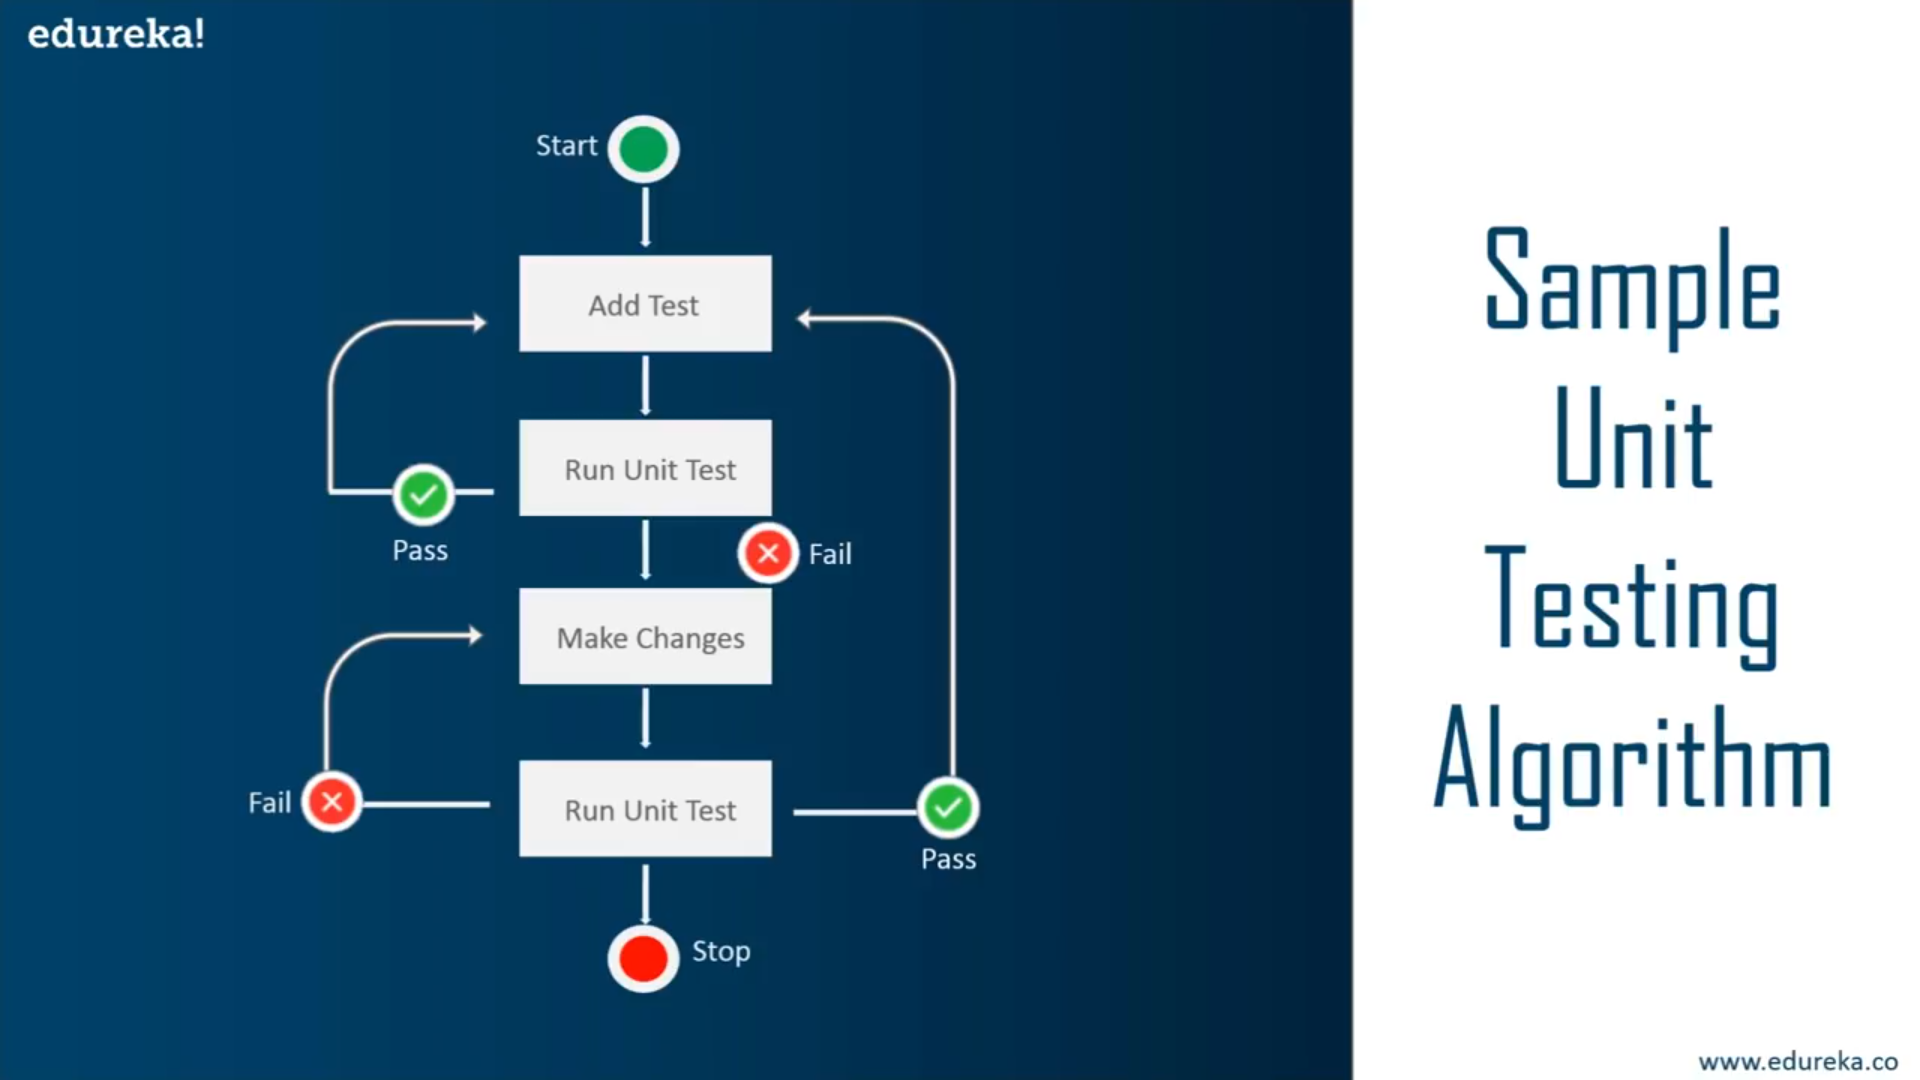 edureka!
Start
Add Test
Run Unit Test
Pass
Fail
Make Changes
Fail
Run Unit Test
Pass
Stop
Sample
Unit
Testing
Algorithm
www.edureka.co